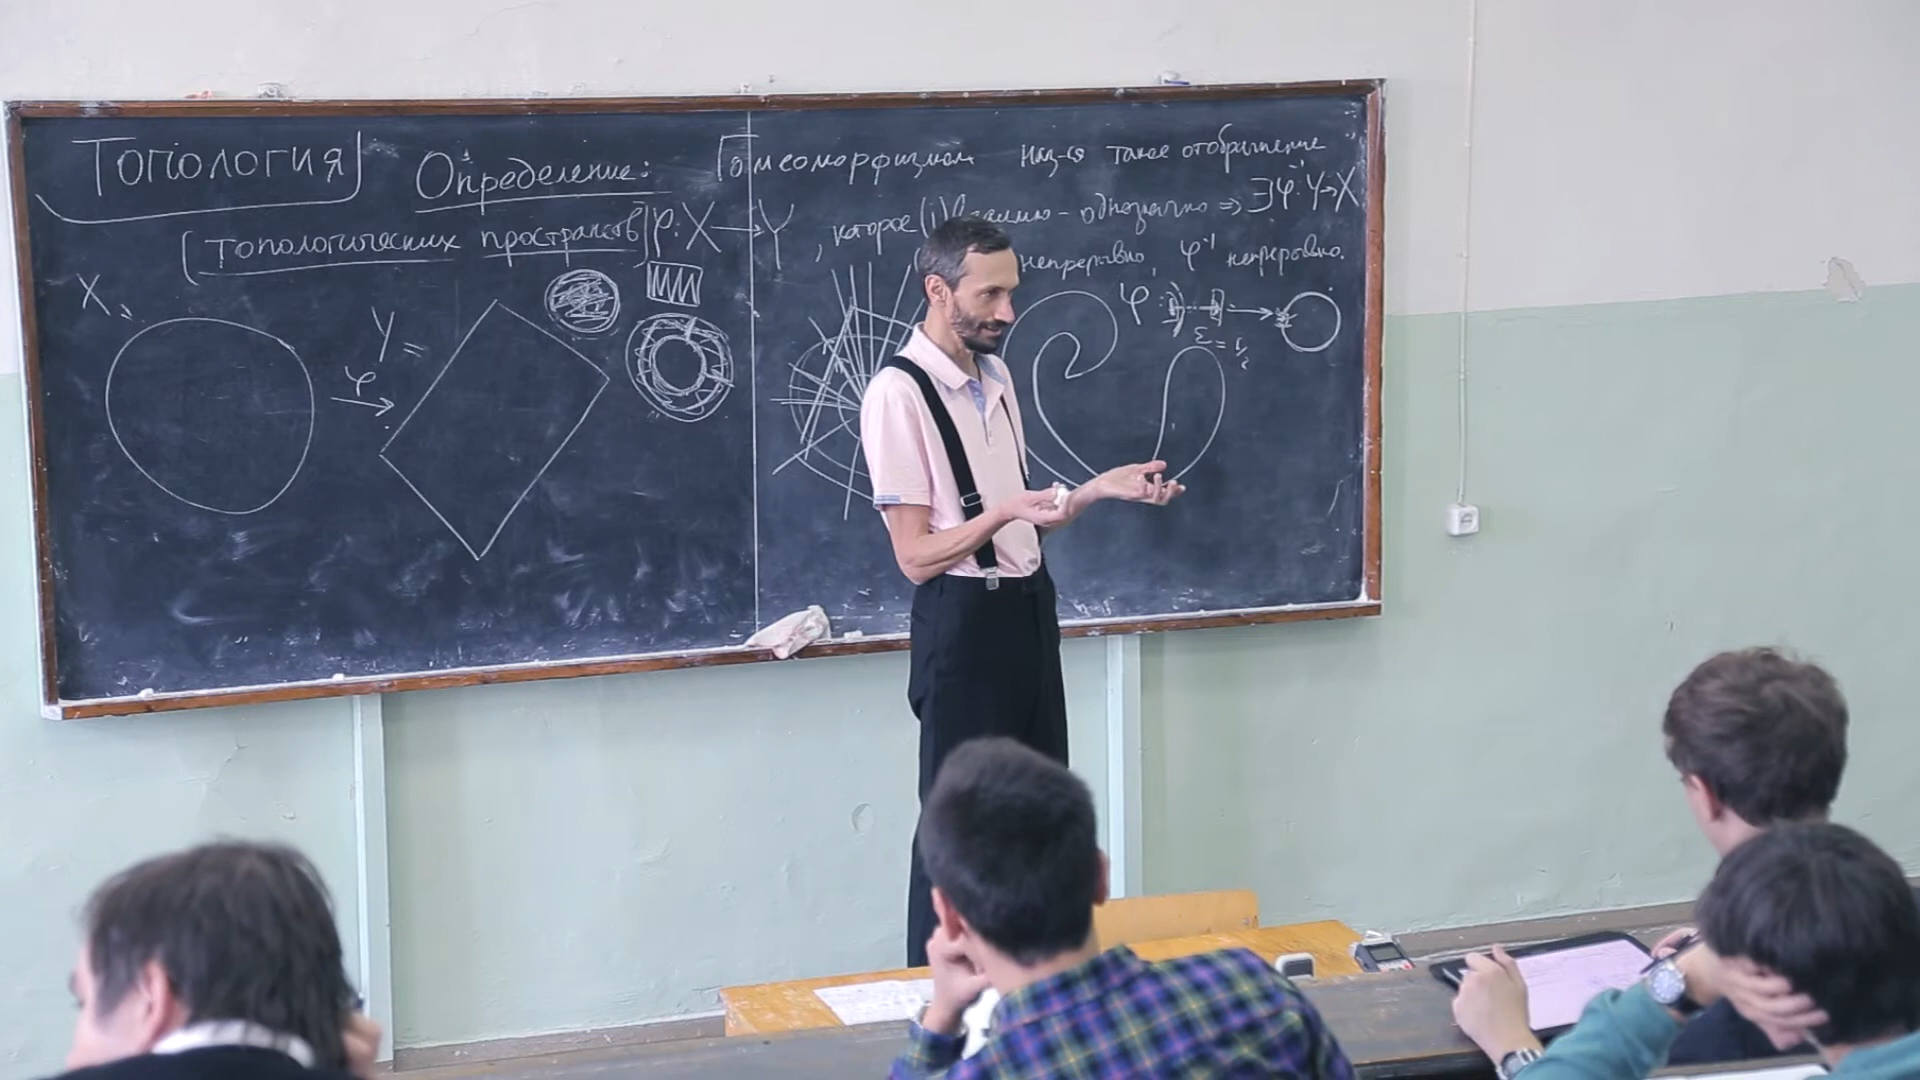 Топология
Определение: Гомеоморфизмом наз-ся такое отображение
(топологических пространств) φ: X → Y, которое (i) взаимно-однозначно ⇒ ∃φ⁻¹: Y→X
непрерывно, φ⁻¹ непрерывно.
X =
Y =
φ
φ: